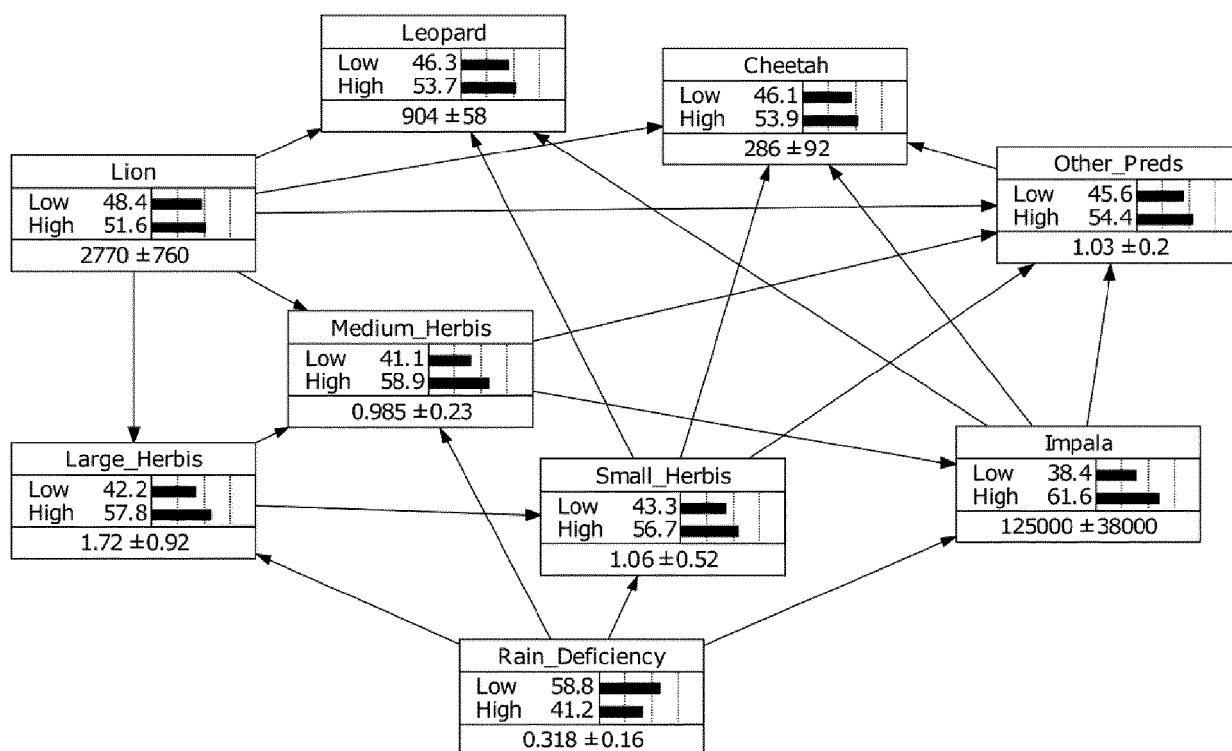 Leopard
Low 46.3
High 53.7
904 ±58
Cheetah
Low 46.1
High 53.9
286 ±92
Lion
Low 48.4
High 51.6
2770 ±760
Other_Preds
Low 45.6
High 54.4
1.03 ±0.2
Medium_Herbis
Low 41.1
High 58.9
0.985 ±0.23
Large_Herbis
Low 42.2
High 57.8
1.72 ±0.92
Small_Herbis
Low 43.3
High 56.7
1.06 ±0.52
Impala
Low 38.4
High 61.6
125000 ±38000
Rain_Deficiency
Low 58.8
High 41.2
0.318 ±0.16